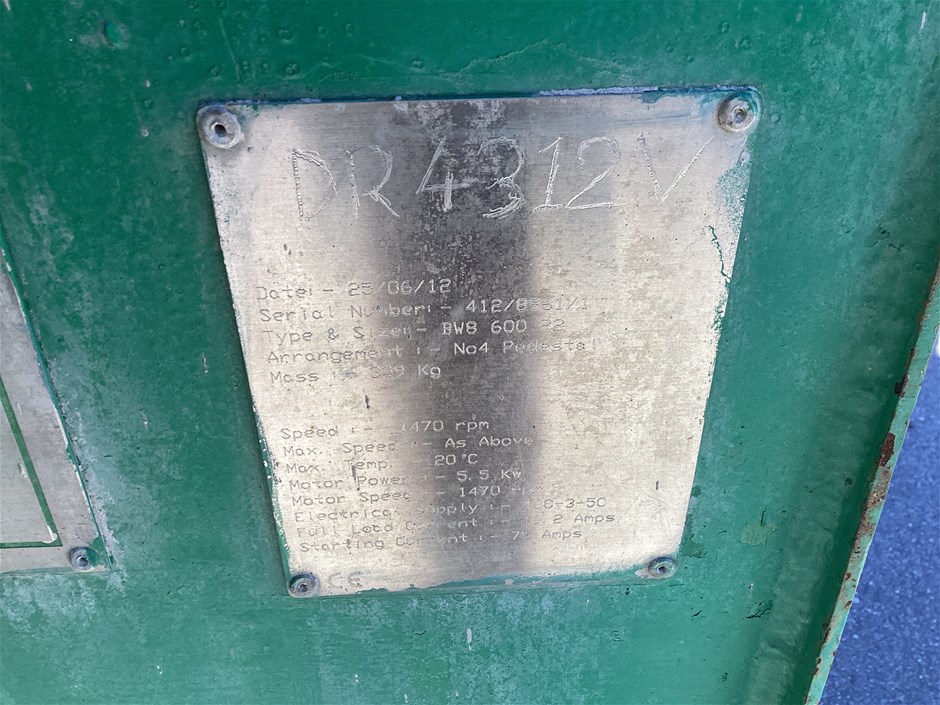 DR4312V
Date:- 25/06/12
Serial Number:-
Type & Size:- BW8 600
Arrangement :- No4 Pedestal
Mass :- Kg
Speed :- 1470 rpm
Max. Speed :- As Above
Max. Temp. 20°C
Motor Power :- 5.5 Kw
Motor Speed :- 1470
Electrical Supply :-
Full Load Current :- Amps
Starting Current :- Amps
CE